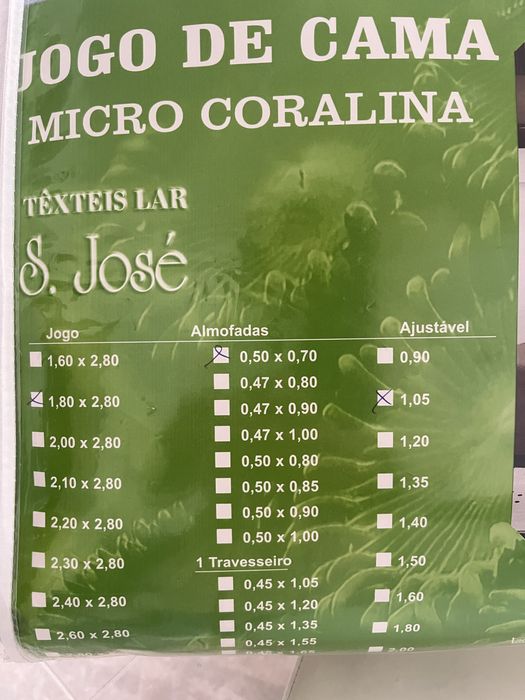 JOGO DE CAMA
MICRO CORALINA
TÊXTEIS LAR
S. José
Jogo
1,60 x 2,80
1,80 x 2,80
2,00 x 2,80
2,10 x 2,80
2,20 x 2,80
2,30 x 2,80
2,40 x 2,80
2,60 x 2,80
Almofadas
0,50 x 0,70
0,47 x 0,80
0,47 x 0,90
0,47 x 1,00
0,50 x 0,80
0,50 x 0,85
0,50 x 0,90
0,50 x 1,00
1 Travesseiro
0,45 x 1,05
0,45 x 1,20
0,45 x 1,35
0,45 x 1,55
Ajustável
0,90
1,05
1,20
1,35
1,40
1,50
1,60
1,80
2,00